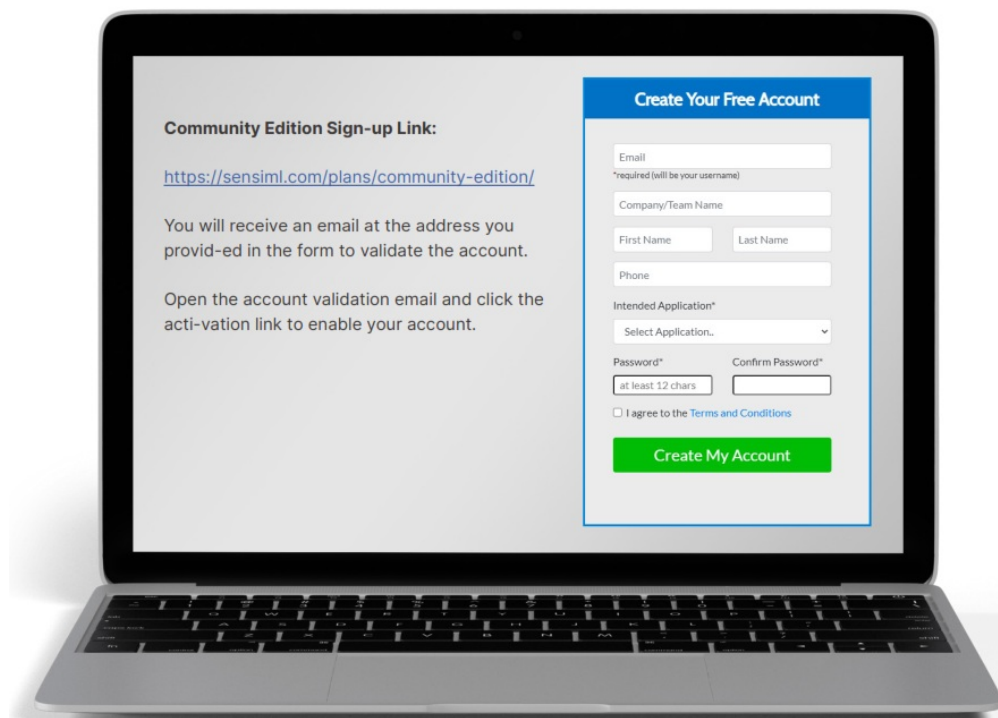 Community Edition Sign-up Link:
https://sensiml.com/plans/community-edition/
You will receive an email at the address you
provid-ed in the form to validate the account.
Open the account validation email and click the
acti-vation link to enable your account.
Create Your Free Account
Email
*required (will be your username)
Company/Team Name
First Name Last Name
Phone
Intended Application*
Select Application..
Password* Confirm Password*
at least 12 chars
I agree to the Terms and Conditions
Create My Account